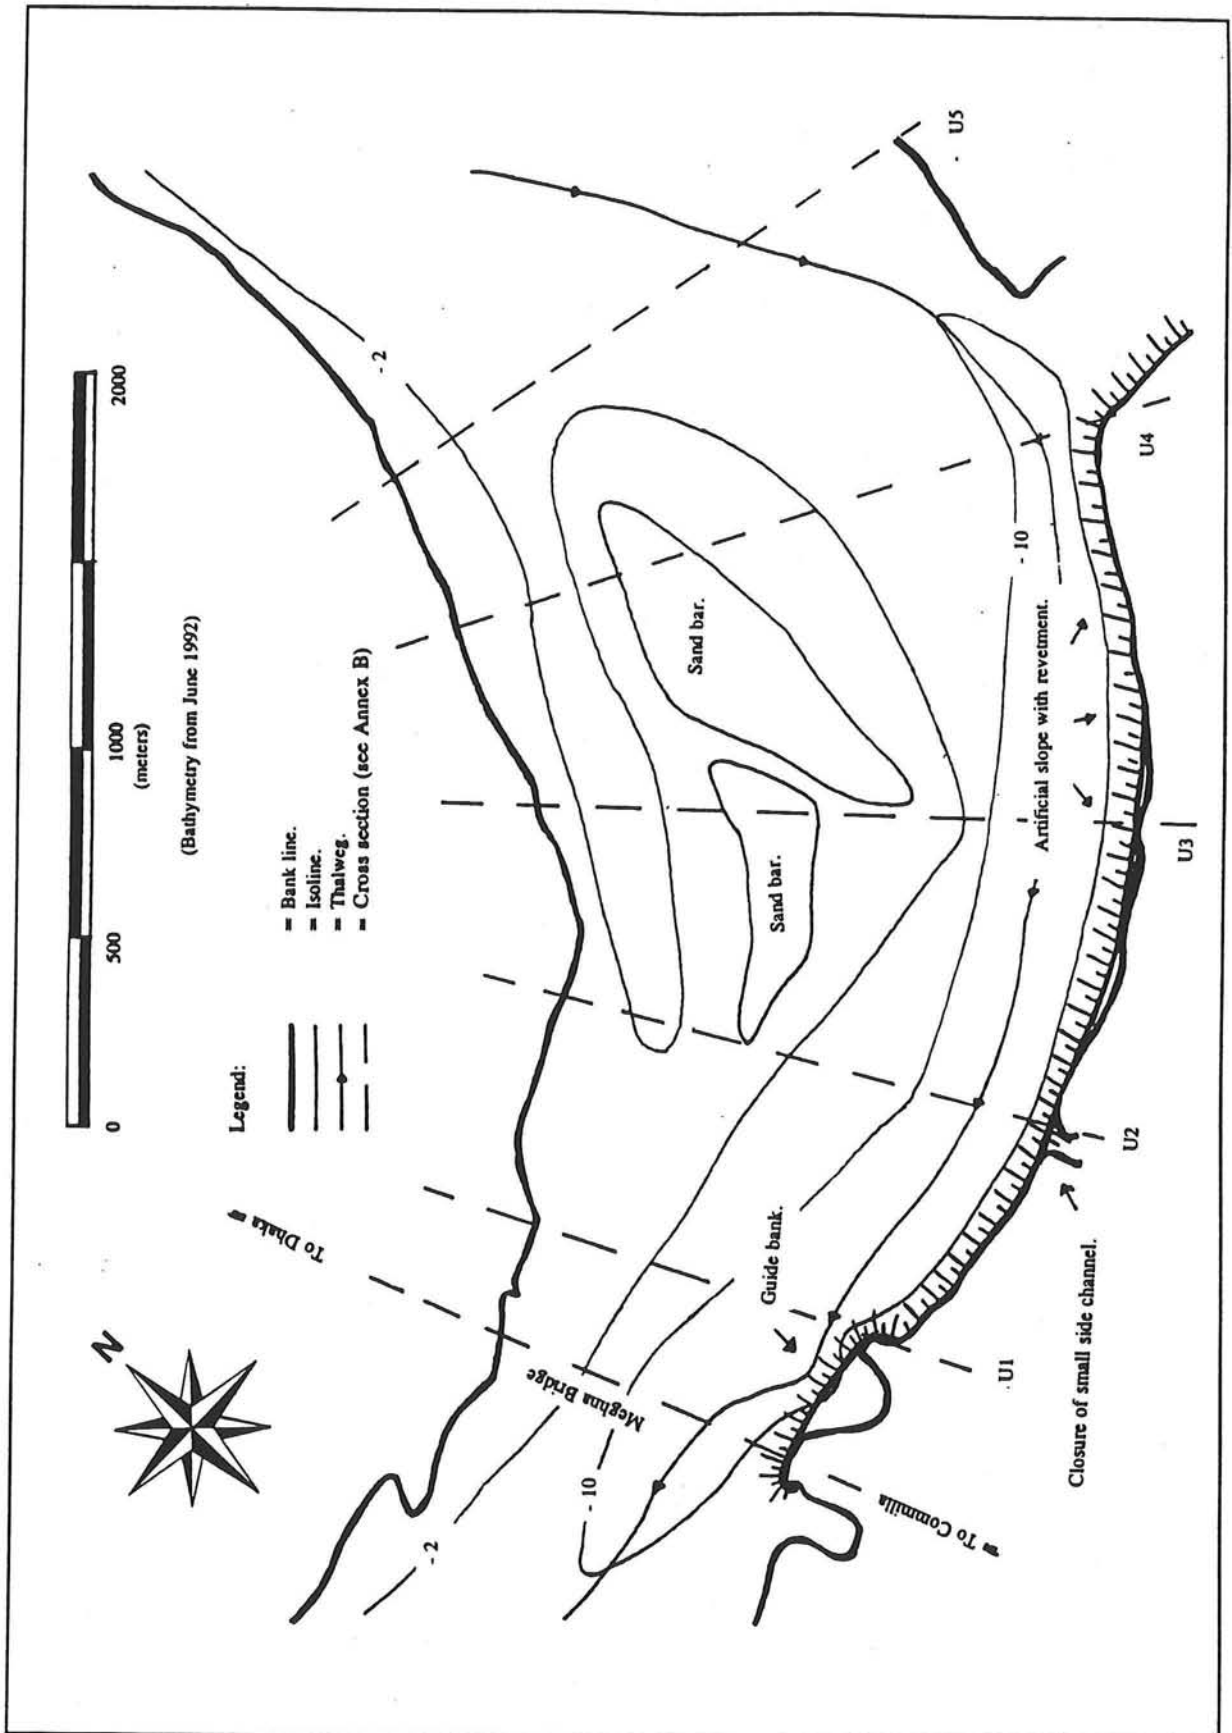 N
To Dhaka
0
500
1000
2000
(meters)
(Bathymetry from June 1992)
Legend:
= Bank line.
= Isoline.
= Thalweg.
= Cross section (see Annex B)
- 2
- 2
Meghna Bridge
- 10
Guide bank.
Sand bar.
Sand bar.
- 10
Artificial slope with revetment.
To Commilla
Closure of small side channel.
U1
U2
U3
U4
U5